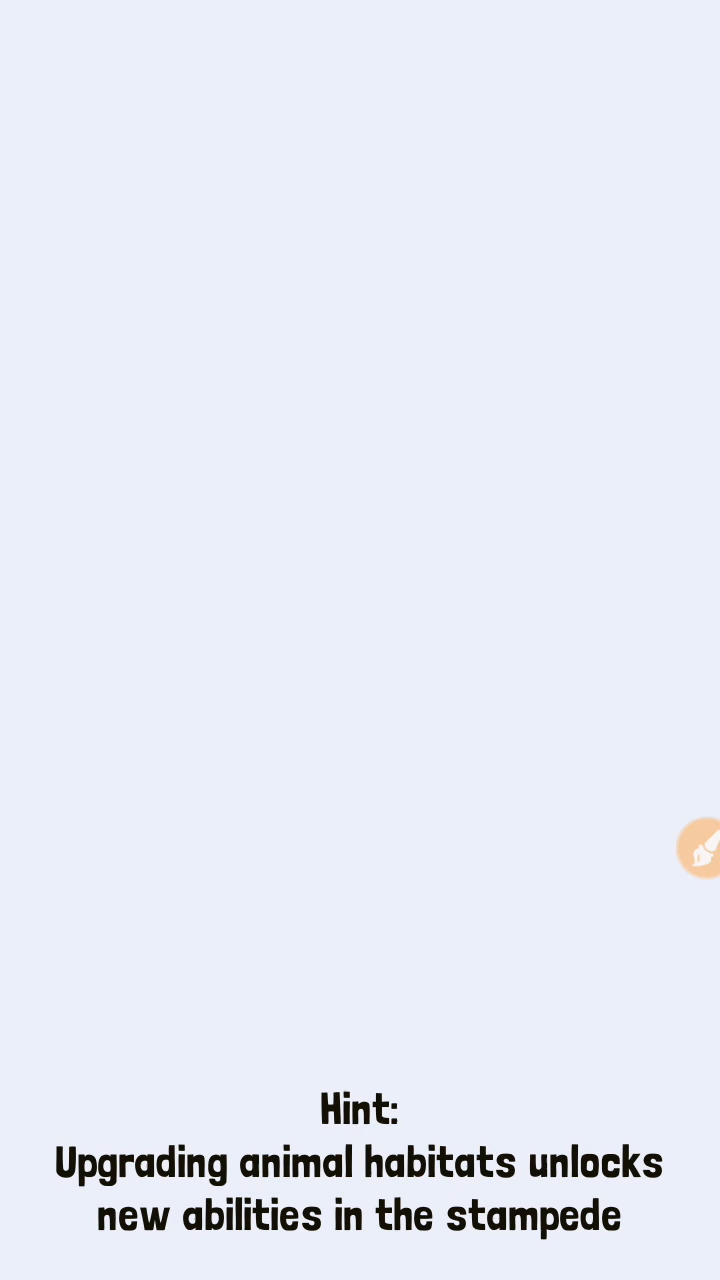 Hint:
Upgrading animal habitats unlocks
new abilities in the stampede